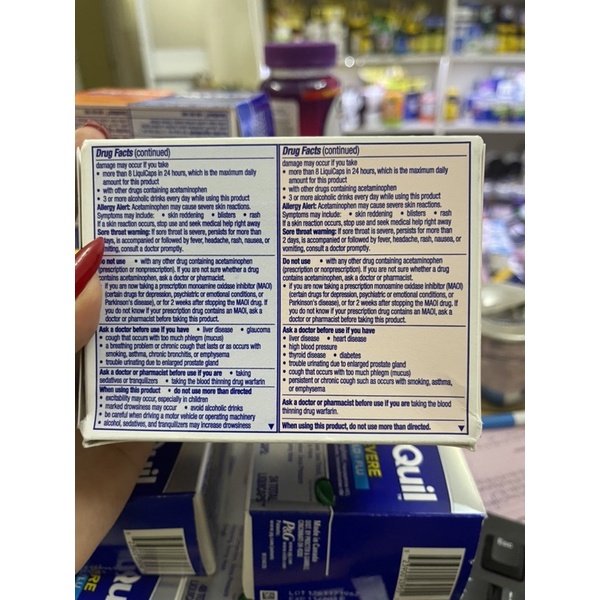 Drug Facts (continued)
damage may occur if you take
• more than 8 LiquiCaps in 24 hours, which is the maximum daily
amount for this product
• with other drugs containing acetaminophen
• 3 or more alcoholic drinks every day while using this product
Allergy Alert: Acetaminophen may cause severe skin reactions.
Symptoms may include: • skin reddening • blisters • rash
If a skin reaction occurs, stop use and seek medical help right away
Sore throat warning: If sore throat is severe, persists for more than
days, is accompanied or followed by fever, headache, rash, nausea, or
vomiting, consult a doctor promptly.
Do not use • with any other drug containing acetaminophen
(prescription or nonprescription). If you are not sure whether a drug
contains acetaminophen, ask a doctor or pharmacist.
• if you are now taking a prescription monoamine oxidase inhibitor (MAOI)
(certain drugs for depression, psychiatric or emotional conditions, or
Parkinson's disease), or for 2 weeks after stopping the MAOI drug. If
you do not know if your prescription drug contains an MAOI, ask a
doctor or pharmacist before taking this product.
Ask a doctor before use if you have • liver disease • glaucoma
• cough that occurs with too much phlegm (mucus)
• a breathing problem or chronic cough that lasts or as occurs with
smoking, asthma, chronic bronchitis, or emphysema
• trouble urinating due to enlarged prostate gland
Ask a doctor or pharmacist before use if you are • taking
sedatives or tranquilizers • taking the blood thinning drug warfarin
When using this product • do not use more than directed
• excitability may occur, especially in children
• marked drowsiness may occur • avoid alcoholic drinks
• be careful when driving a motor vehicle or operating machinery
• alcohol, sedatives, and tranquilizers may increase drowsiness
Drug Facts (continued)
damage may occur if you take
• more than 8 LiquiCaps in 24 hours, which is the maximum daily
amount for this product
• with other drugs containing acetaminophen
• 3 or more alcoholic drinks every day while using this product
Allergy Alert: Acetaminophen may cause severe skin reactions.
Symptoms may include: • skin reddening • blisters • rash
If a skin reaction occurs, stop use and seek medical help right away
Sore throat warning: If sore throat is severe, persists for more than
2 days, is accompanied or followed by fever, headache, rash, nausea, or
vomiting, consult a doctor promptly.
Do not use • with any other drug containing acetaminophen
(prescription or nonprescription). If you are not sure whether a drug
contains acetaminophen, ask a doctor or pharmacist.
• if you are now taking a prescription monoamine oxidase inhibitor (MAOI)
(certain drugs for depression, psychiatric or emotional conditions, or
Parkinson's disease), or for 2 weeks after stopping the MAOI drug. If
you do not know if your prescription drug contains an MAOI, ask a
doctor or pharmacist before taking this product.
Ask a doctor before use if you have
• liver disease • heart disease
• high blood pressure
• thyroid disease • diabetes
• trouble urinating due to enlarged prostate gland
• cough that occurs with too much phlegm (mucus)
• persistent or chronic cough such as occurs with smoking, asthma,
or emphysema
Ask a doctor or pharmacist before use if you are taking the blood
thinning drug warfarin.
When using this product, do not use more than directed.
Quil
VERE
P&G
Made in Canada
Quil